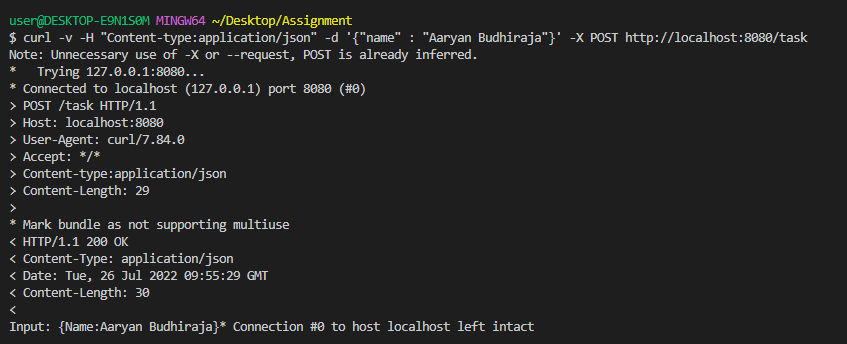 user@DESKTOP-E9N1S0M MINGW64 ~/Desktop/Assignment
$ curl -v -H "Content-type:application/json" -d '{"name" : "Aaryan Budhiraja"}' -X POST http://localhost:8080/task
Note: Unnecessary use of -X or --request, POST is already inferred.
*   Trying 127.0.0.1:8080...
* Connected to localhost (127.0.0.1) port 8080 (#0)
> POST /task HTTP/1.1
> Host: localhost:8080
> User-Agent: curl/7.84.0
> Accept: */*
> Content-type:application/json
> Content-Length: 29
>
* Mark bundle as not supporting multiuse
< HTTP/1.1 200 OK
< Content-Type: application/json
< Date: Tue, 26 Jul 2022 09:55:29 GMT
< Content-Length: 30
<
Input: {Name:Aaryan Budhiraja}* Connection #0 to host localhost left intact